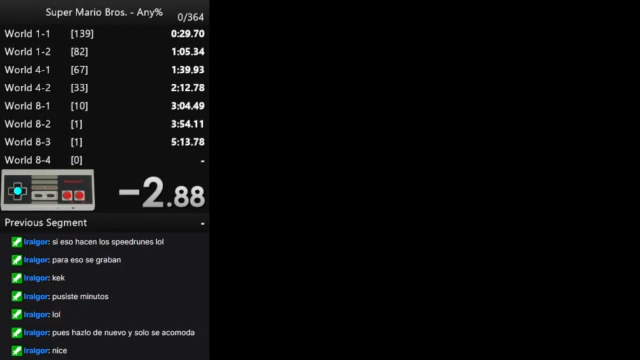 Super Mario Bros. - Any%
0/364
World 1-1 [139] 0:29.70
World 1-2 [82] 1:05.34
World 4-1 [67] 1:39.93
World 4-2 [33] 2:12.78
World 8-1 [10] 3:04.49
World 8-2 [1] 3:54.11
World 8-3 [1] 5:13.78
World 8-4 [0] -
−2.88
Previous Segment -
Iraigor: si eso hacen los speedrunes lol
Iraigor: para eso se graban
Iraigor: kek
Iraigor: pusiste minutos
Iraigor: lol
Iraigor: pues hazlo de nuevo y solo se acomoda
Iraigor: nice